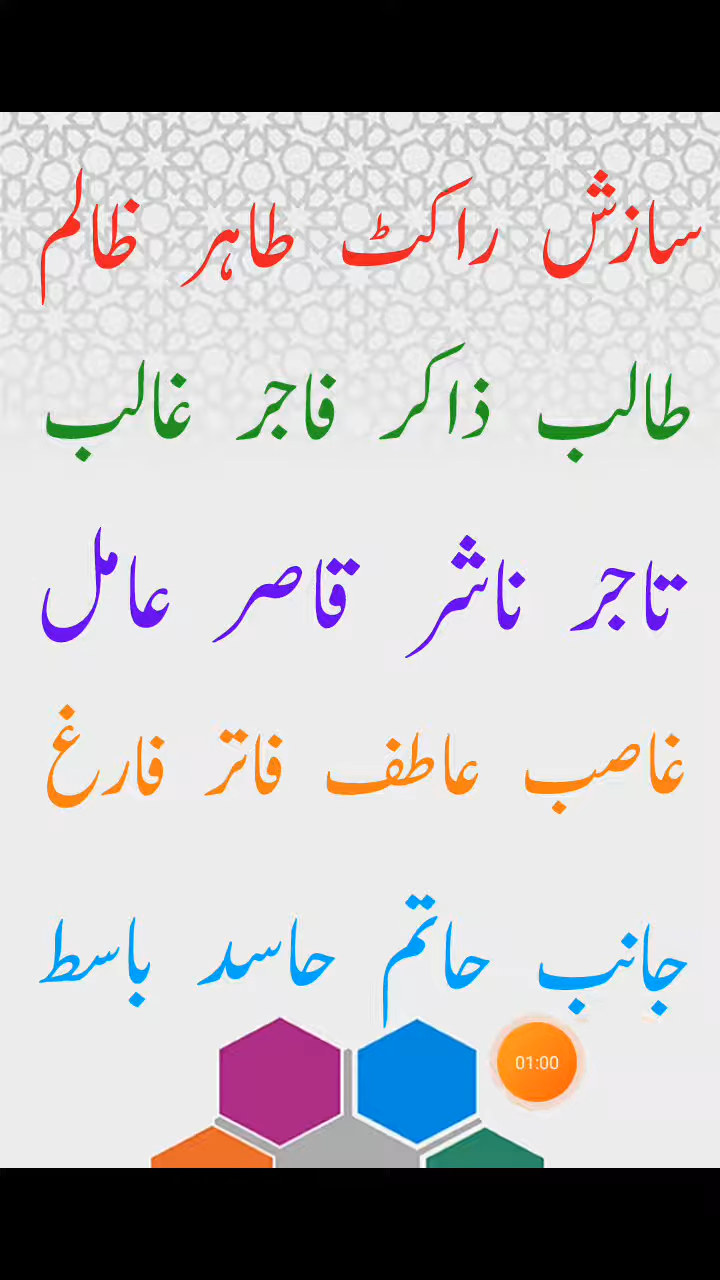 سازش راکٹ طاہر ظالم
طالب ذاکر فاجر غالب
تاجر ناشر قاصر عامل
غاصب عاطف فاتر فارغ
جانب حاتم حاسد باسط
01:00